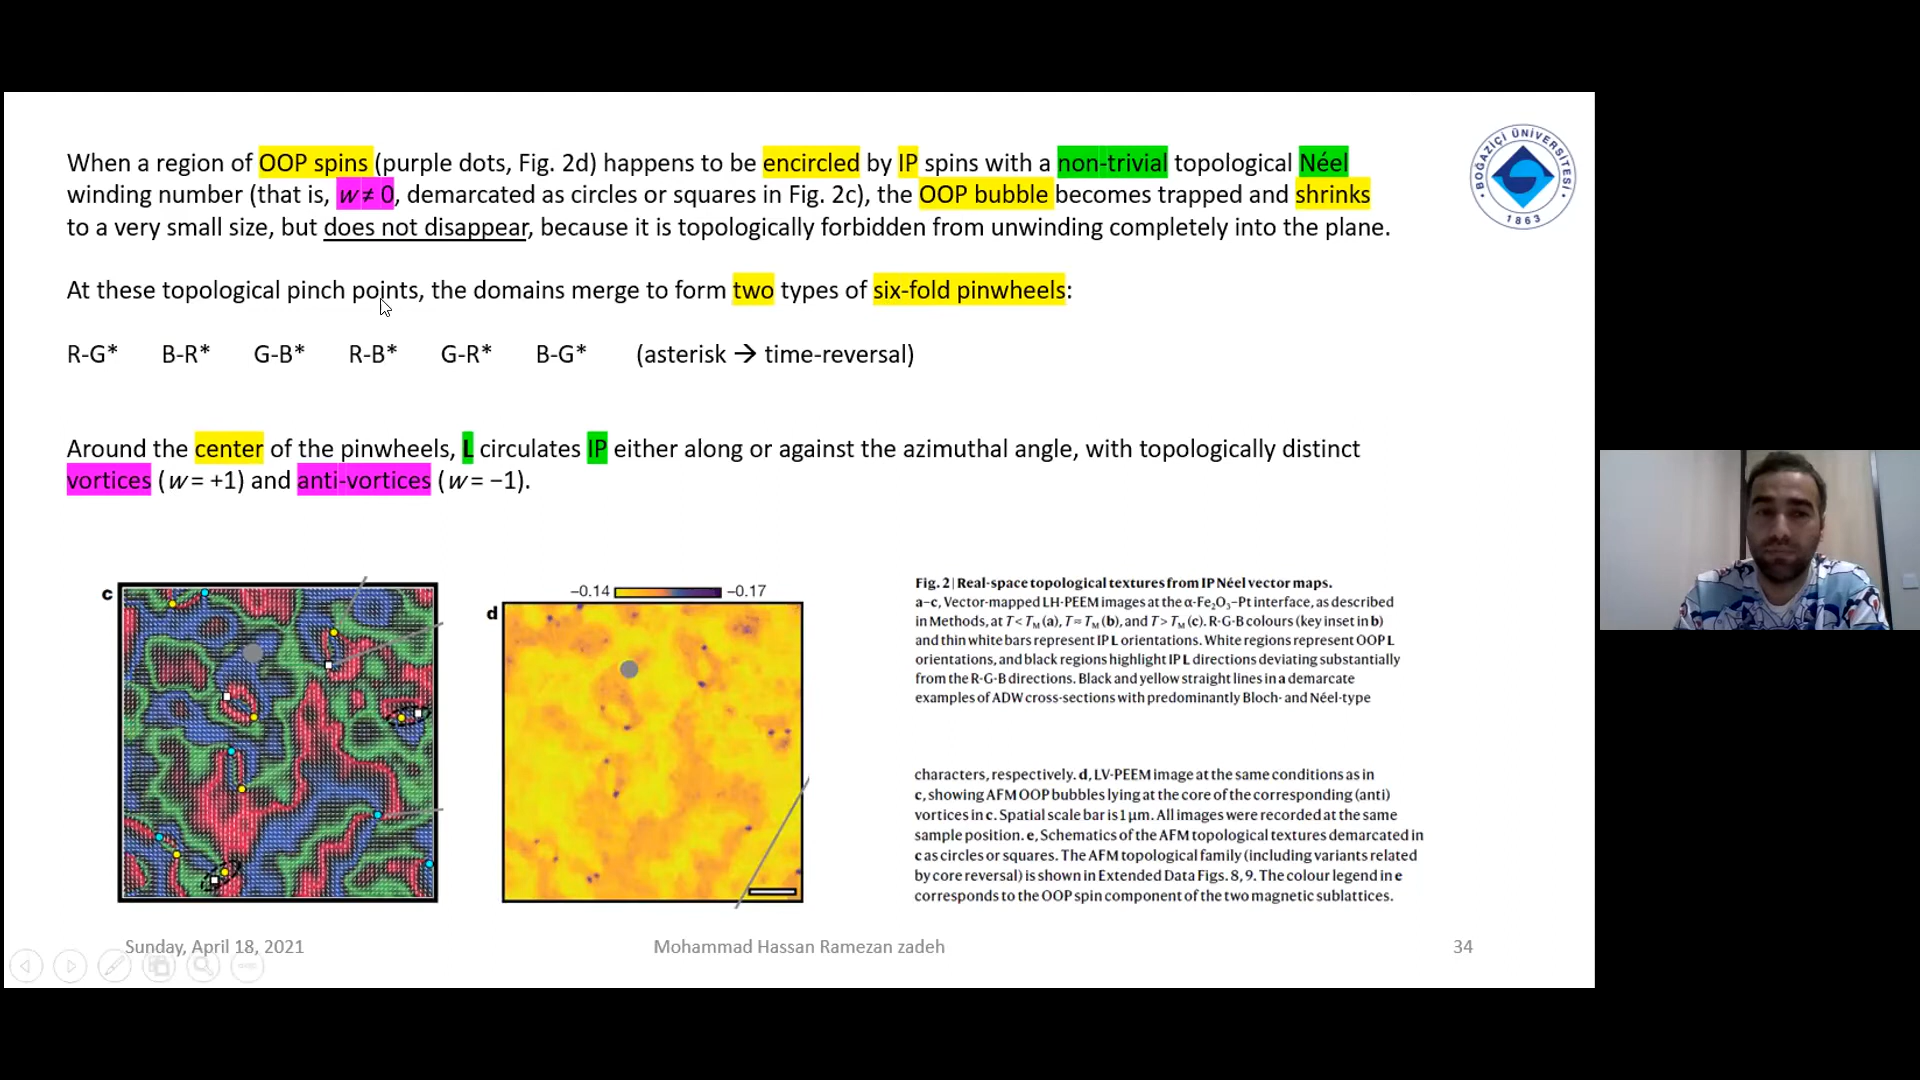 When a region of OOP spins (purple dots, Fig. 2d) happens to be encircled by IP spins with a non-trivial topological Néel
winding number (that is, w ≠ 0, demarcated as circles or squares in Fig. 2c), the OOP bubble becomes trapped and shrinks
to a very small size, but does not disappear, because it is topologically forbidden from unwinding completely into the plane.
At these topological pinch points, the domains merge to form two types of six-fold pinwheels:
R-G* B-R* G-B* R-B* G-R* B-G* (asterisk → time-reversal)
Around the center of the pinwheels, L circulates IP either along or against the azimuthal angle, with topologically distinct
vortices (w = +1) and anti-vortices (w = −1).
BOĞAZİÇİ ÜNİVERSİTESİ
1863
c
d
−0.14 −0.17
Fig. 2 | Real-space topological textures from IP Néel vector maps.
a–c, Vector-mapped LH-PEEM images at the α-Fe₂O₃–Pt interface, as described
in Methods, at T < T_M (a), T ≈ T_M (b), and T > T_M (c). R-G-B colours (key inset in b)
and thin white bars represent IP L orientations. White regions represent OOP L
orientations, and black regions highlight IP L directions deviating substantially
from the R-G-B directions. Black and yellow straight lines in a demarcate
examples of ADW cross-sections with predominantly Bloch- and Néel-type
characters, respectively. d, LV-PEEM image at the same conditions as in
c, showing AFM OOP bubbles lying at the core of the corresponding (anti)
vortices in c. Spatial scale bar is 1 μm. All images were recorded at the same
sample position. e, Schematics of the AFM topological textures demarcated in
c as circles or squares. The AFM topological family (including variants related
by core reversal) is shown in Extended Data Figs. 8, 9. The colour legend in e
corresponds to the OOP spin component of the two magnetic sublattices.
Sunday, April 18, 2021
Mohammad Hassan Ramezan zadeh
34